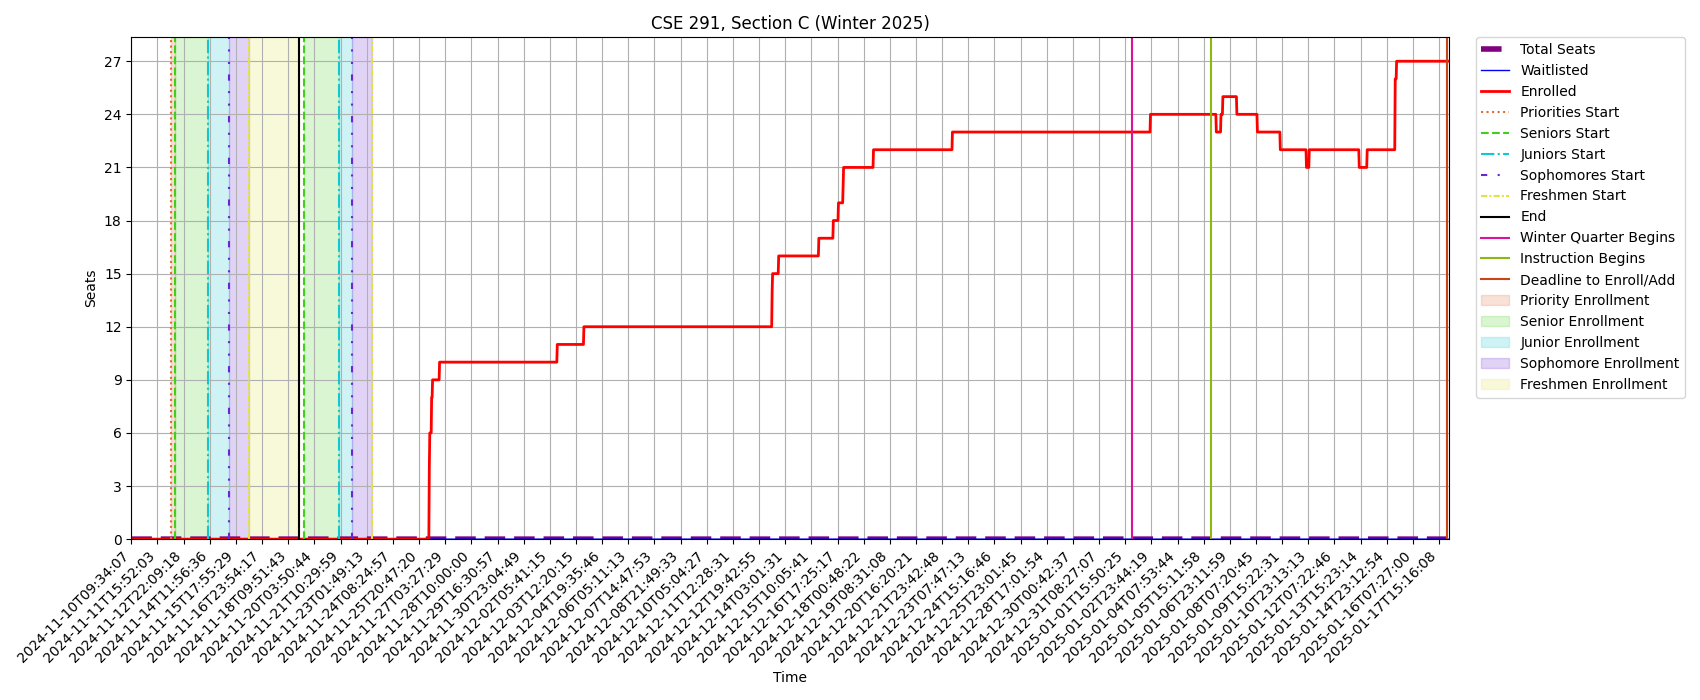 CSE 291, Section C (Winter 2025)
Seats
27
24
21
18
15
12
9
6
3
0
2024-11-10T09:34:07
2024-11-11T15:52:03
2024-11-12T22:09:18
2024-11-14T11:56:36
2024-11-15T17:55:29
2024-11-16T23:54:17
2024-11-18T09:51:43
2024-11-20T03:50:44
2024-11-21T10:29:59
2024-11-23T01:49:13
2024-11-24T08:24:57
2024-11-25T20:47:20
2024-11-27T03:27:29
2024-11-28T10:00:00
2024-11-29T16:30:57
2024-11-30T23:04:49
2024-12-02T05:41:15
2024-12-03T12:20:15
2024-12-04T19:35:46
2024-12-06T05:11:13
2024-12-07T14:47:53
2024-12-08T21:49:33
2024-12-10T05:04:27
2024-12-11T12:28:31
2024-12-12T19:42:55
2024-12-14T03:01:31
2024-12-15T10:05:41
2024-12-16T17:25:17
2024-12-18T00:48:22
2024-12-19T08:31:08
2024-12-20T16:20:21
2024-12-21T23:42:48
2024-12-23T07:47:13
2024-12-24T15:16:46
2024-12-25T23:01:45
2024-12-28T17:01:54
2024-12-30T00:42:37
2024-12-31T08:27:07
2025-01-01T15:50:25
2025-01-02T23:44:19
2025-01-04T07:53:44
2025-01-05T15:11:58
2025-01-06T23:11:59
2025-01-08T07:20:45
2025-01-09T15:22:31
2025-01-10T23:13:13
2025-01-12T07:22:46
2025-01-13T15:23:14
2025-01-14T23:12:54
2025-01-16T07:27:00
2025-01-17T15:16:08
Time
Total Seats
Waitlisted
Enrolled
Priorities Start
Seniors Start
Juniors Start
Sophomores Start
Freshmen Start
End
Winter Quarter Begins
Instruction Begins
Deadline to Enroll/Add
Priority Enrollment
Senior Enrollment
Junior Enrollment
Sophomore Enrollment
Freshmen Enrollment